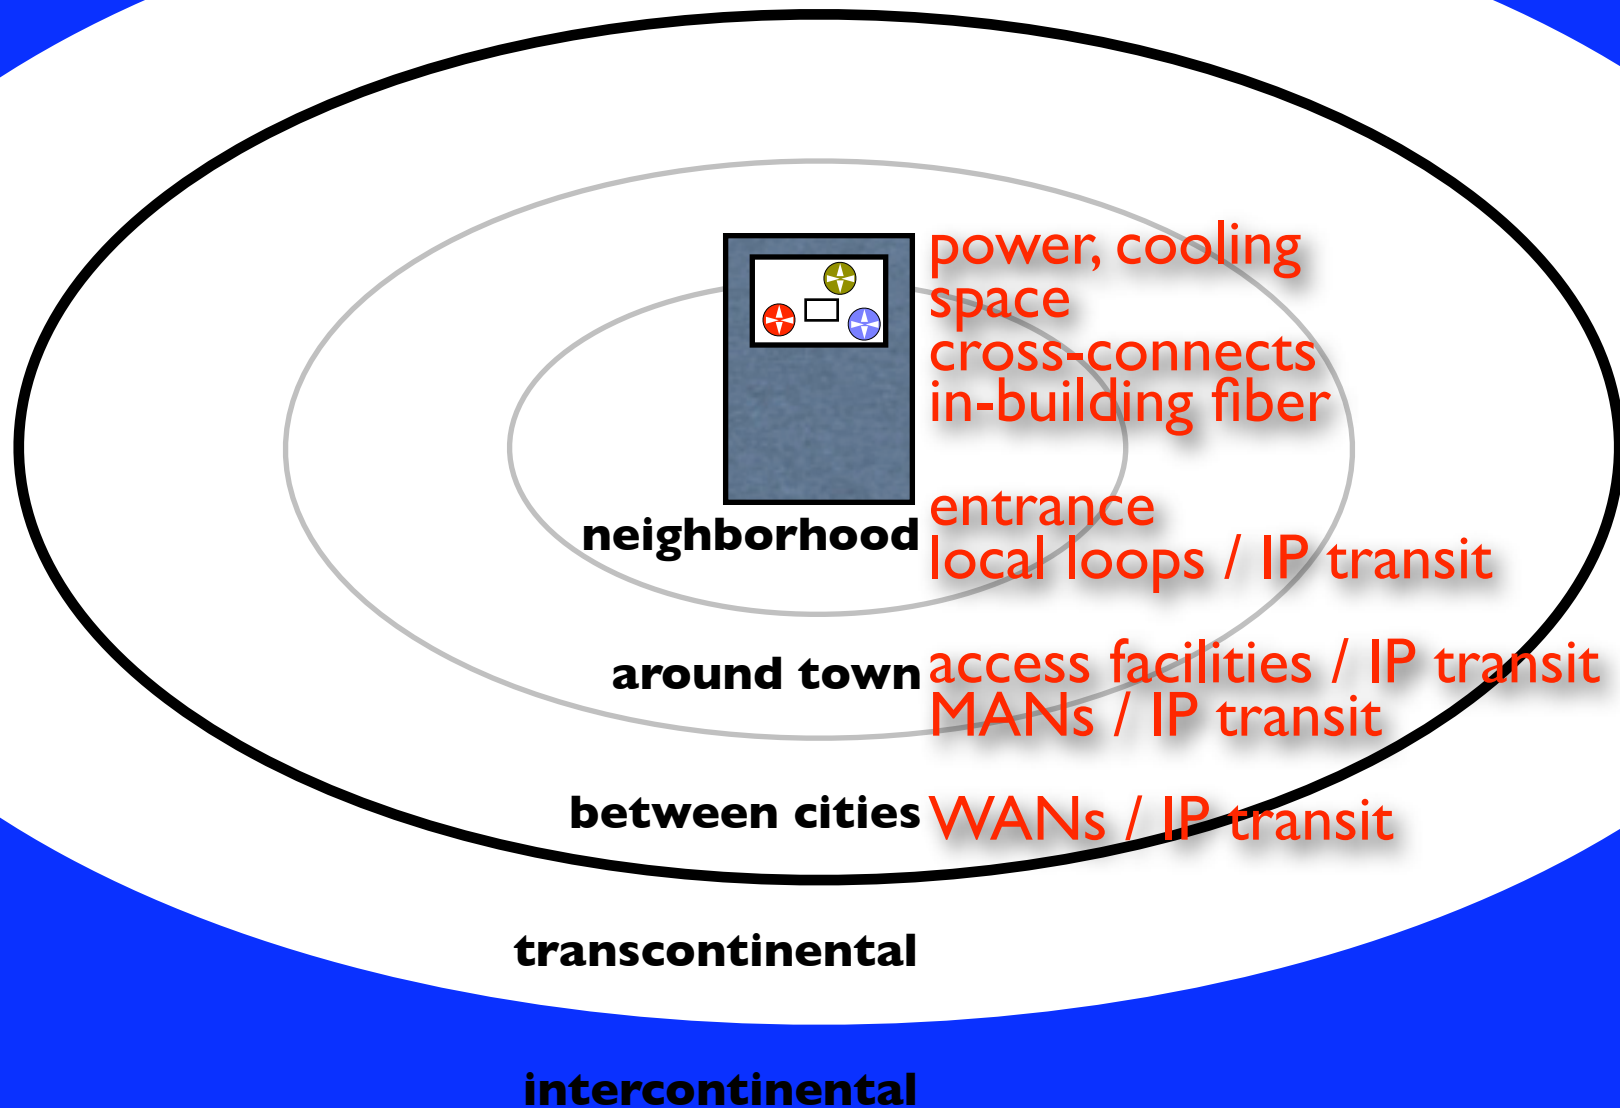 power, cooling
space
cross-connects
in-building fiber
neighborhood
entrance
local loops / IP transit
around town
access facilities / IP transit
MANs / IP transit
between cities
WANs / IP transit
transcontinental
intercontinental